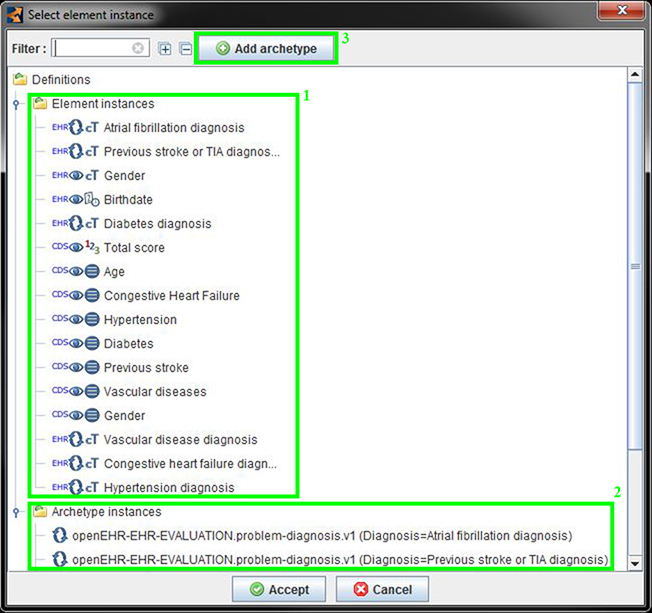 Select element instance
Filter :
Add archetype
3
Definitions
Element instances
1
EHR cT Atrial fibrillation diagnosis
EHR cT Previous stroke or TIA diagnos...
EHR cT Gender
EHR Birthdate
EHR cT Diabetes diagnosis
CDS 123 Total score
CDS Age
CDS Congestive Heart Failure
CDS Hypertension
CDS Diabetes
CDS Previous stroke
CDS Vascular diseases
CDS Gender
EHR cT Vascular disease diagnosis
EHR cT Congestive heart failure diagn...
EHR cT Hypertension diagnosis
2
Archetype instances
openEHR-EHR-EVALUATION.problem-diagnosis.v1 (Diagnosis=Atrial fibrillation diagnosis)
openEHR-EHR-EVALUATION.problem-diagnosis.v1 (Diagnosis=Previous stroke or TIA diagnosis)
Accept
Cancel